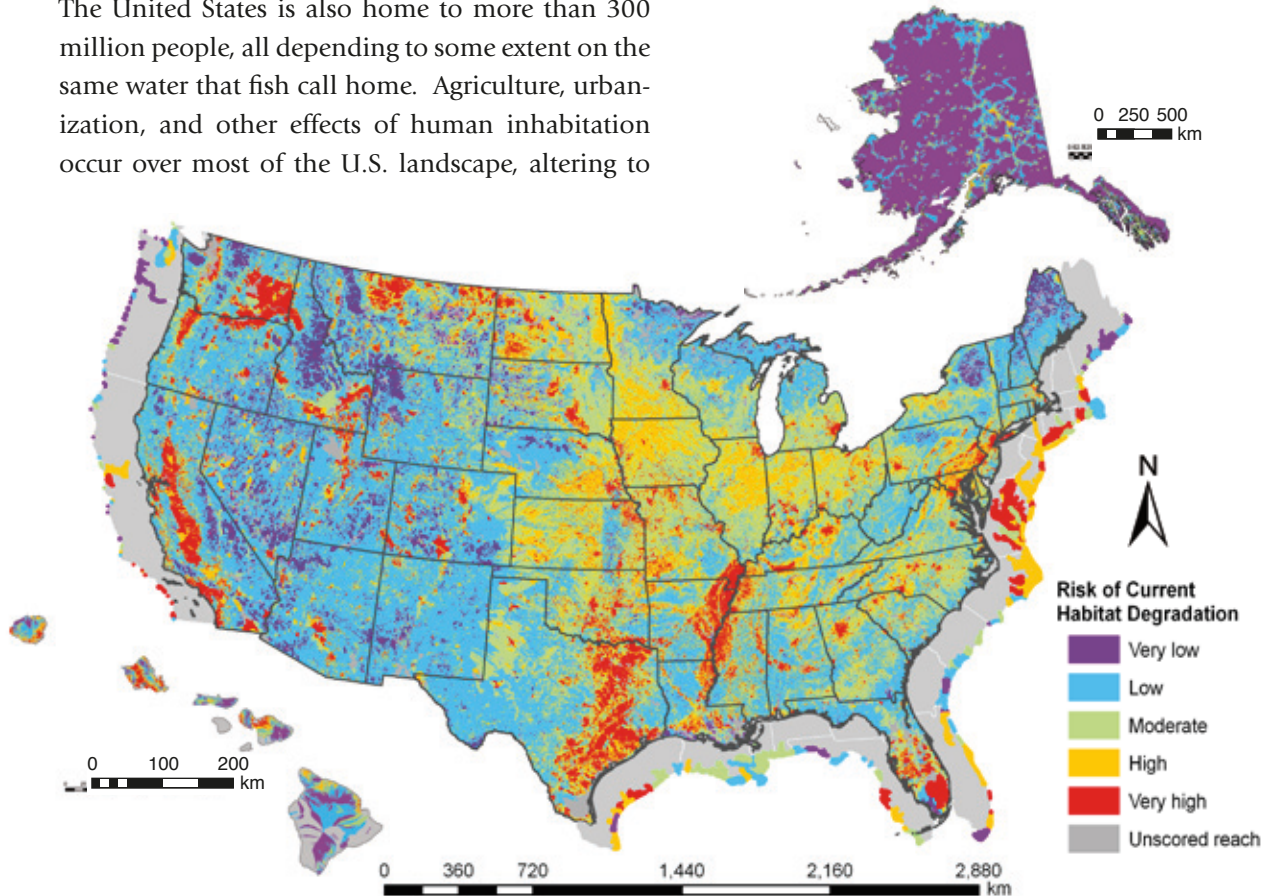 The United States is also home to more than 300
million people, all depending to some extent on the
same water that fish call home. Agriculture, urban-
ization, and other effects of human inhabitation
occur over most of the U.S. landscape, altering to
0 250 500
km
N
Risk of Current
Habitat Degradation
Very low
Low
Moderate
High
Very high
Unscored reach
0 100 200
km
0 360 720 1,440 2,160 2,880
km